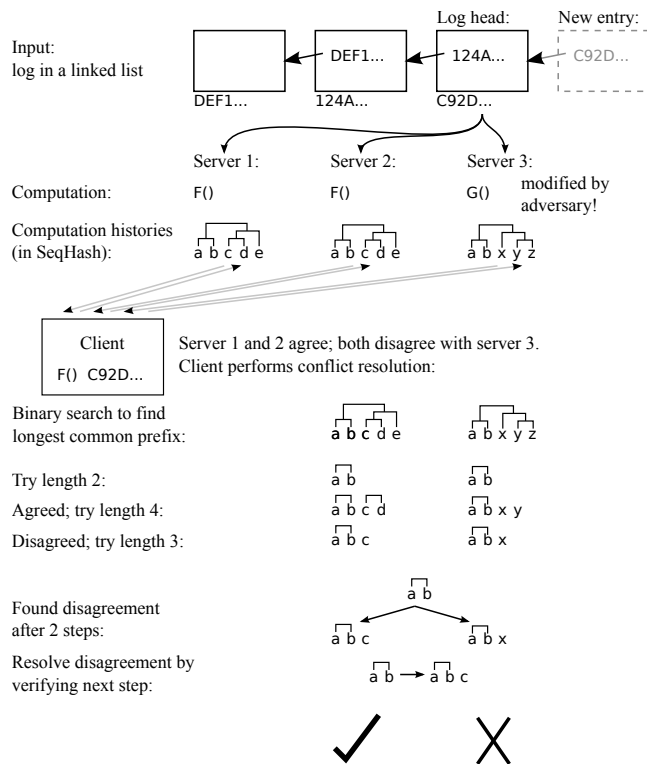 Log head: New entry:
Input:
log in a linked list
DEF1... 124A... C92D...
DEF1... 124A... C92D...
Server 1: Server 2: Server 3:
Computation: F() F() G() modified by
adversary!
Computation histories
(in SeqHash):
a b c d e a b c d e a b x y z
Client
F() C92D...
Server 1 and 2 agree; both disagree with server 3.
Client performs conflict resolution:
Binary search to find
longest common prefix:
a b c d e a b x y z
Try length 2: a b a b
Agreed; try length 4: a b c d a b x y
Disagreed; try length 3: a b c a b x
a b
Found disagreement
after 2 steps:
a b c a b x
Resolve disagreement by
verifying next step:
a b a b c